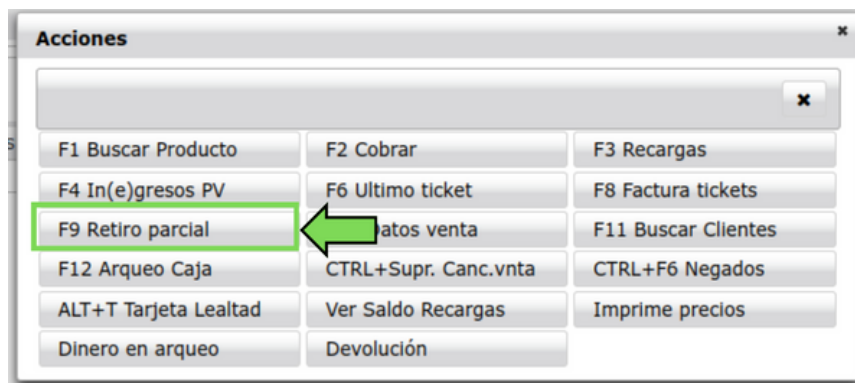 Acciones
F1 Buscar Producto F2 Cobrar F3 Recargas
F4 In(e)gresos PV F6 Ultimo ticket F8 Factura tickets
F9 Retiro parcial atos venta F11 Buscar Clientes
F12 Arqueo Caja CTRL+Supr. Canc.vnta CTRL+F6 Negados
ALT+T Tarjeta Lealtad Ver Saldo Recargas Imprime precios
Dinero en arqueo Devolución